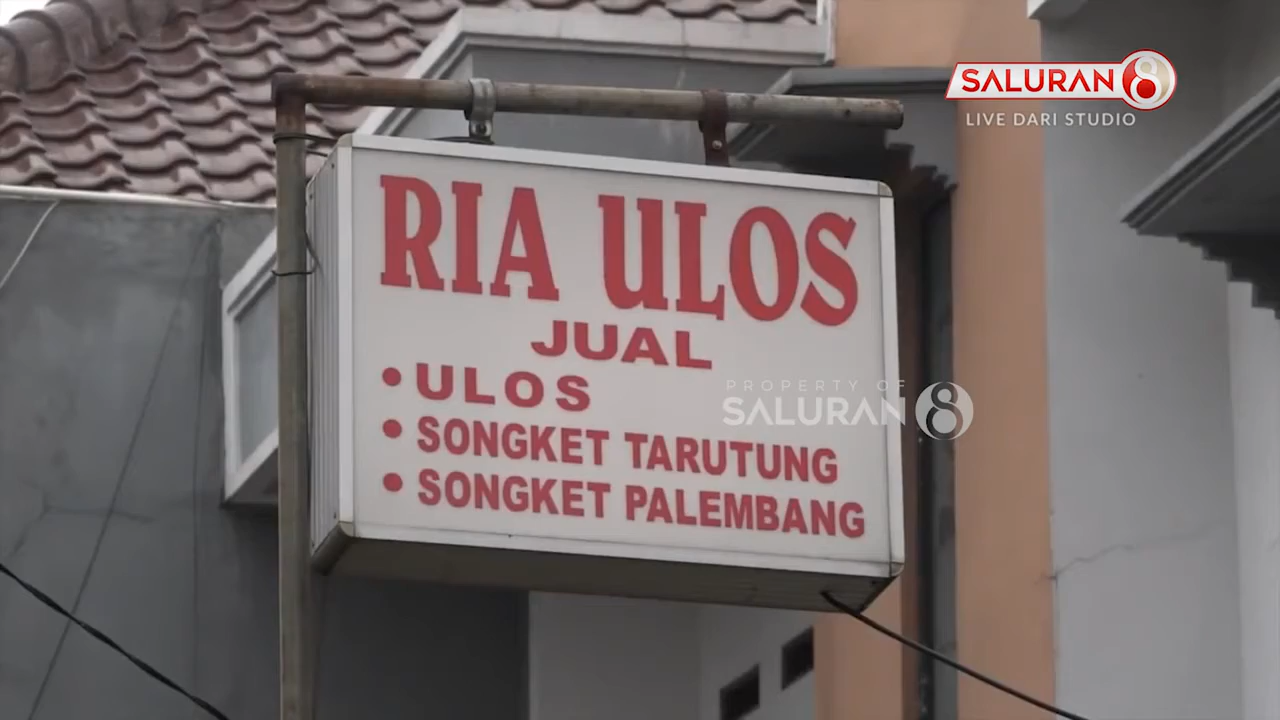 SALURAN 8
LIVE DARI STUDIO
RIA ULOS
JUAL
• ULOS
• SONGKET TARUTUNG
• SONGKET PALEMBANG
PROPERTY OF
SALURAN 8